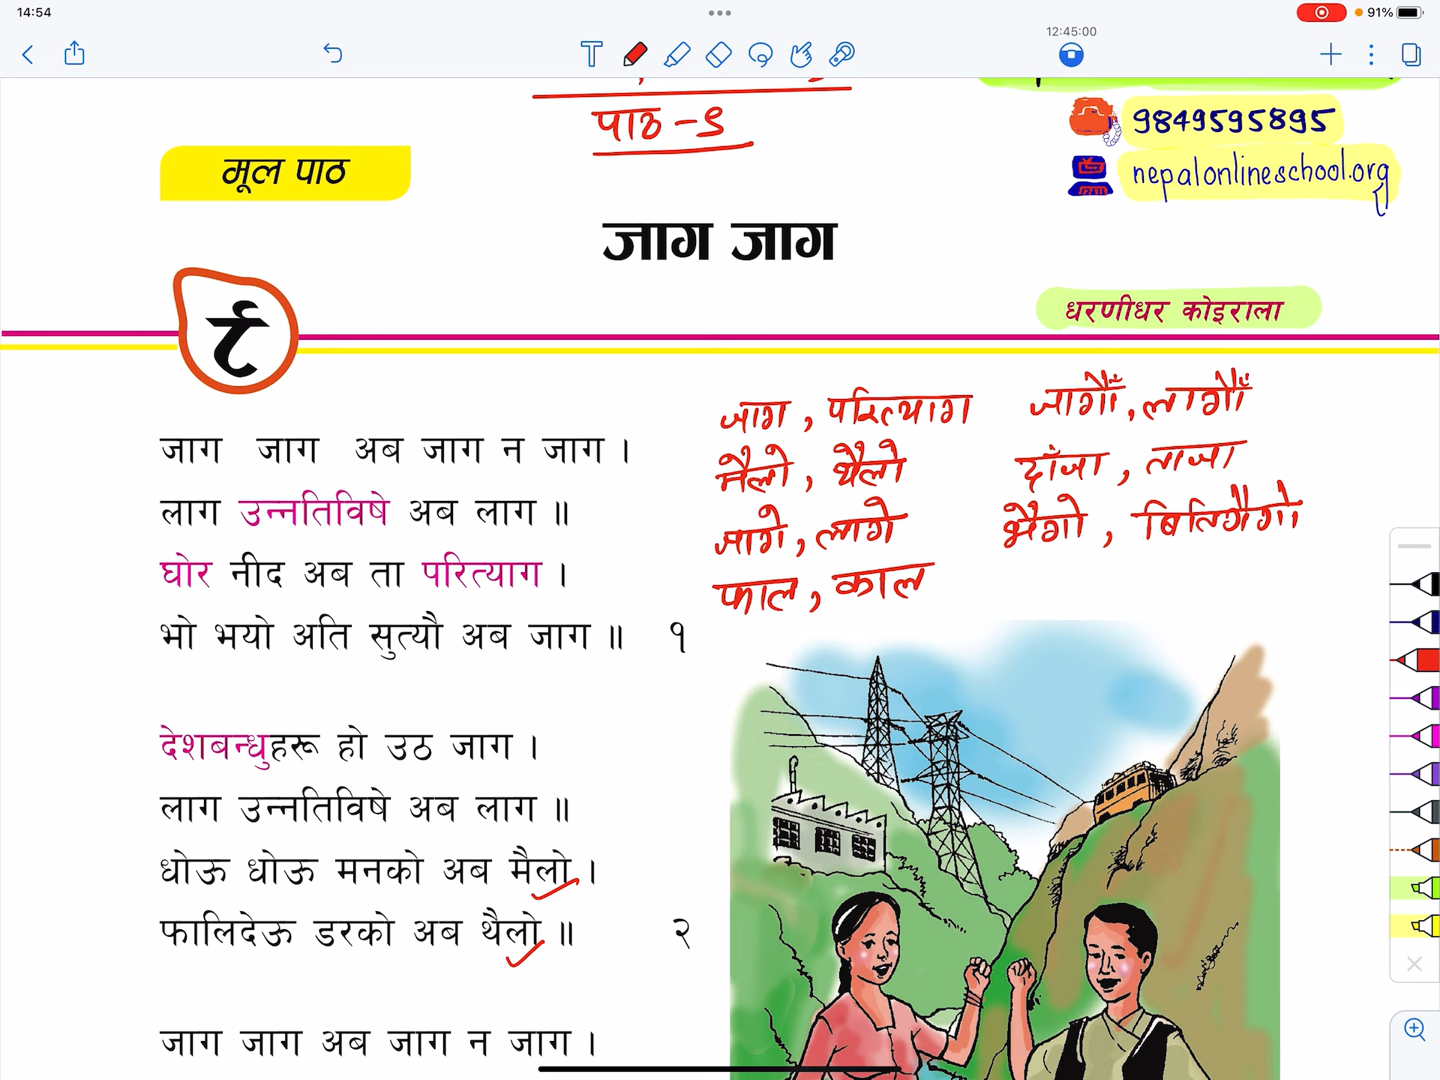 14:54
91%
12:45:00
पाठ -९
9849595895
nepalonlineschool.org
मूल पाठ
जाग जाग
९
धरणीधर कोइराला
जाग जाग अब जाग न जाग ।
लाग उन्नतिविषे अब लाग ॥
घोर नीद अब ता परित्याग ।
भो भयो अति सुत्यौ अब जाग ॥ १
देशबन्धुहरू हो उठ जाग ।
लाग उन्नतिविषे अब लाग ॥
धोऊ धोऊ मनको अब मैलो ।
फालिदेऊ डरको अब थैलो ॥ २
जाग जाग अब जाग न जाग ।
जाग, परित्याग
मैलो, थैलो
जागे, लागे
फाल, काल
जागौँ, लागौँ
दाँजा, ताजा
भैगो, बितिगैगो